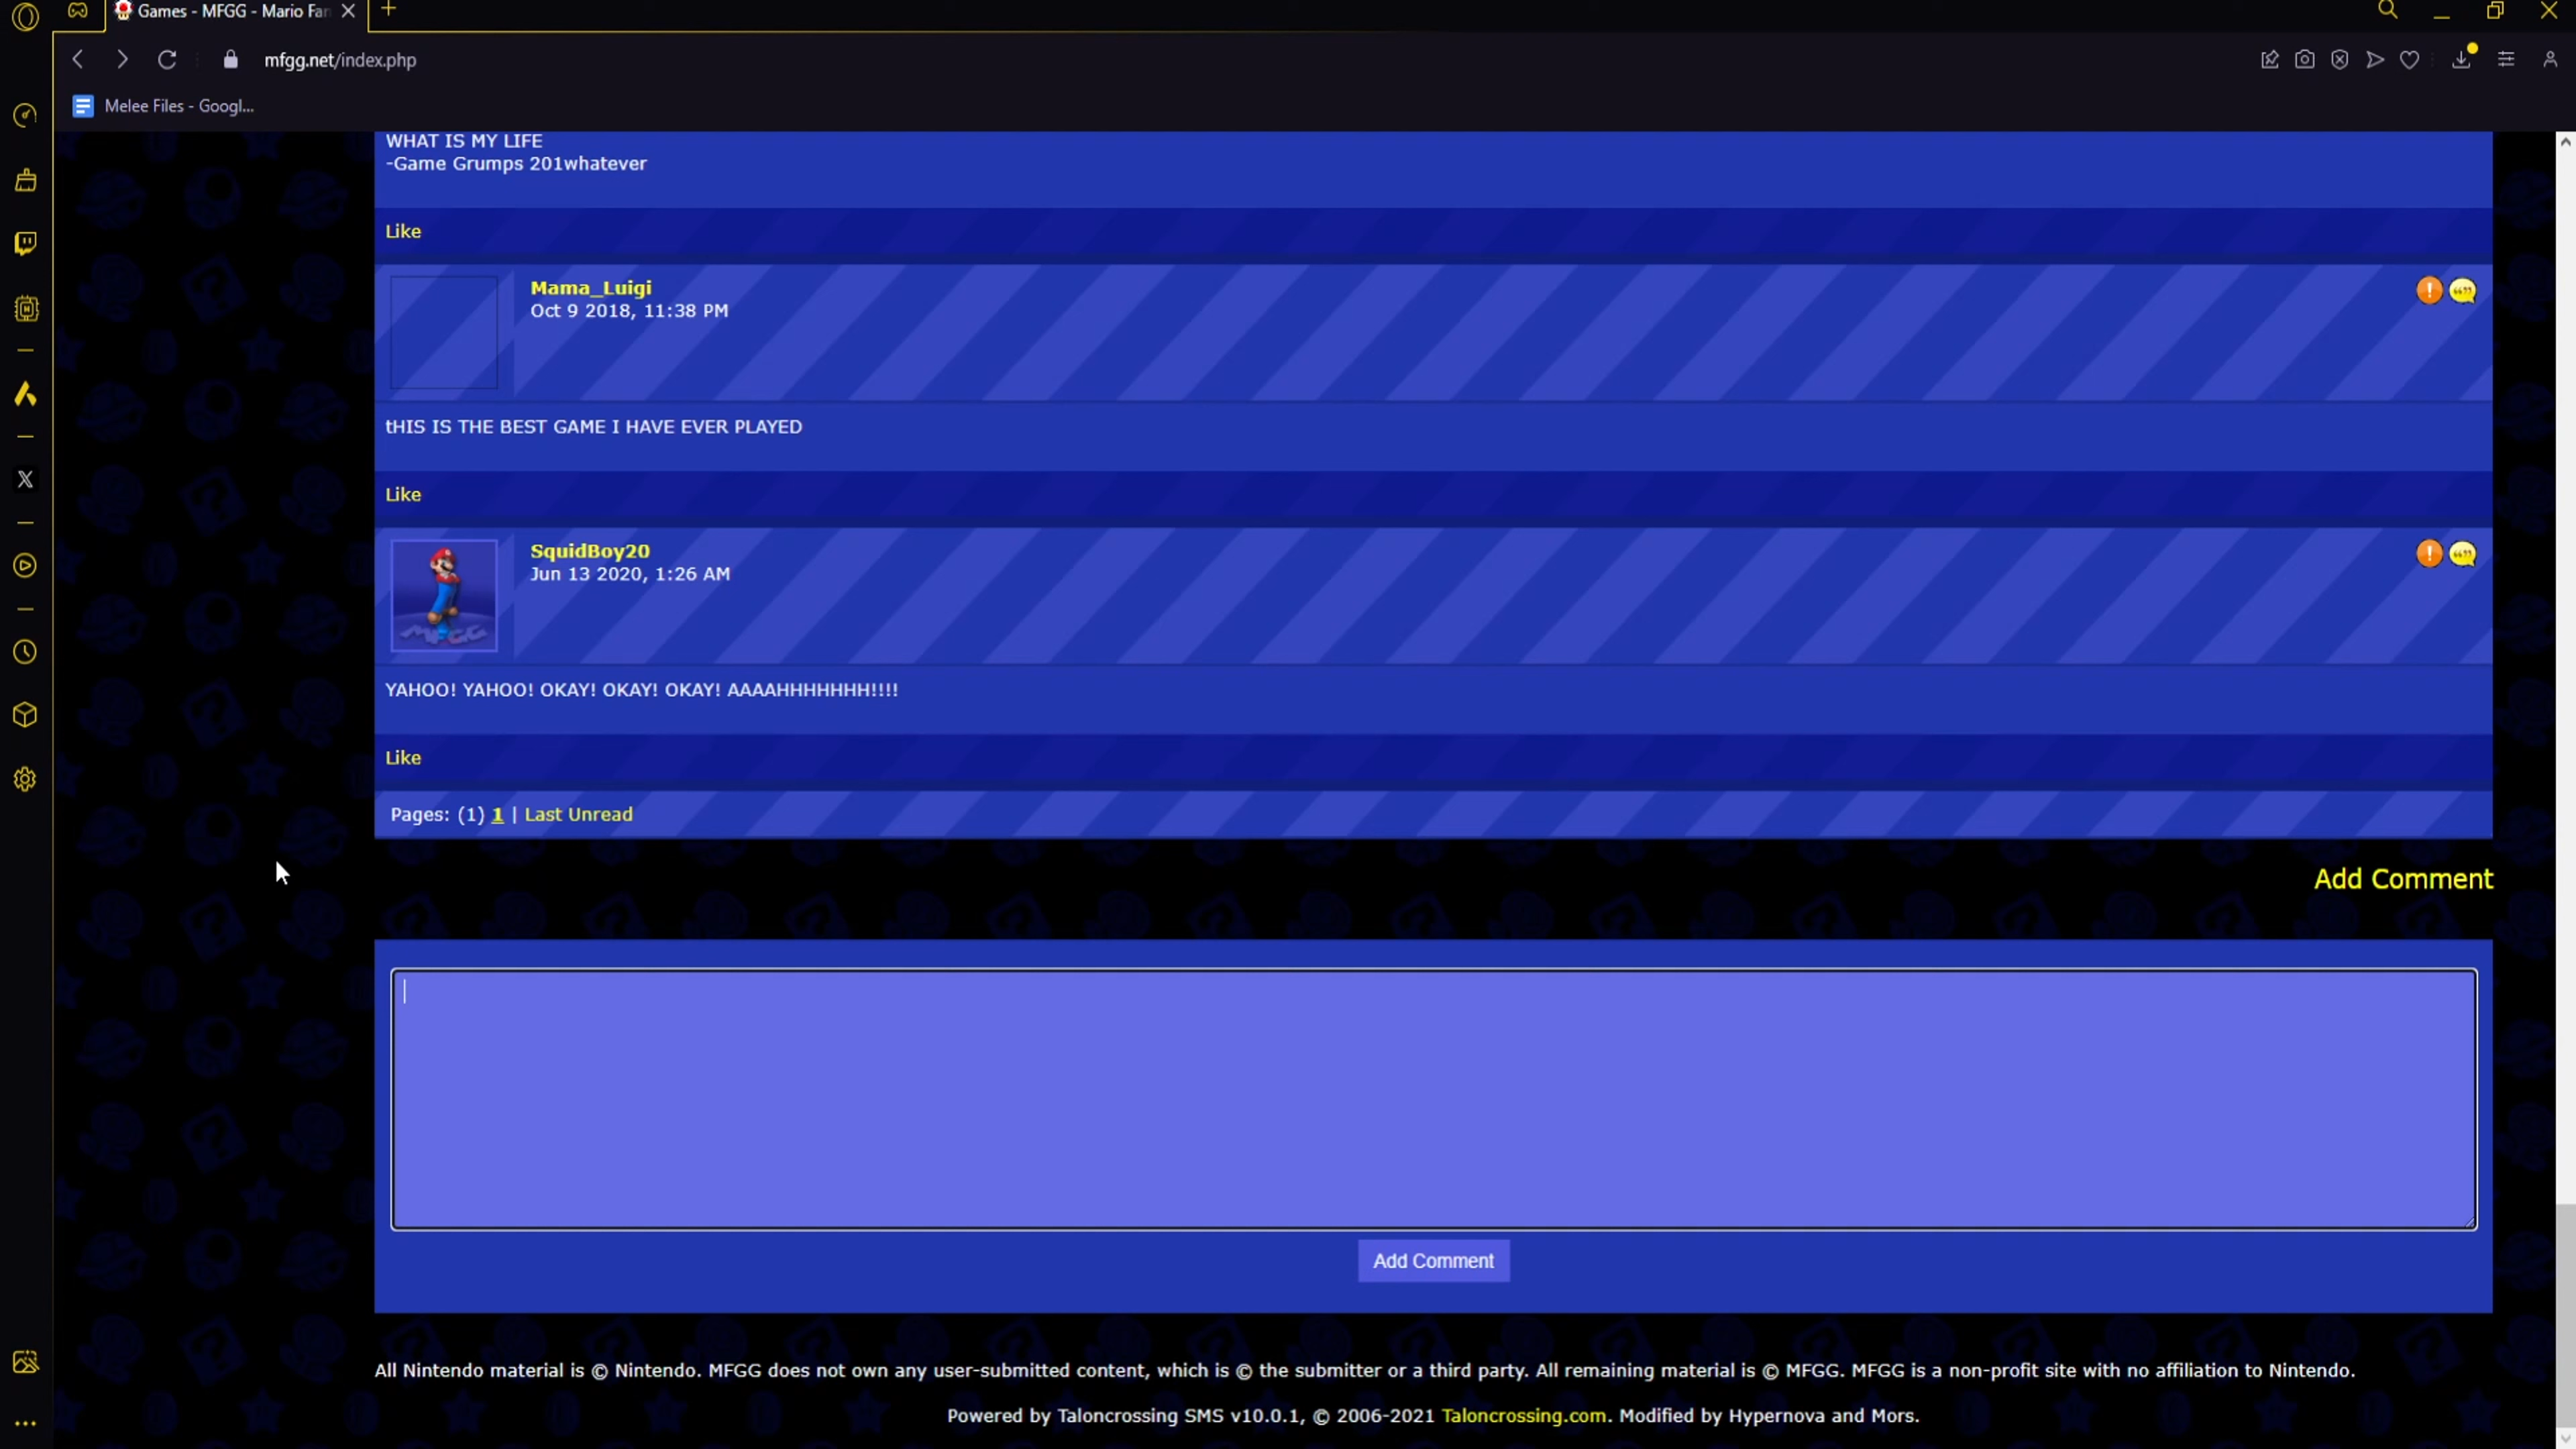 Games - MFGG - Mario Fan
mfgg.net/index.php
Melee Files - Googl...
WHAT IS MY LIFE
-Game Grumps 201whatever
Like
Mama_Luigi
Oct 9 2018, 11:38 PM
tHIS IS THE BEST GAME I HAVE EVER PLAYED
Like
SquidBoy20
Jun 13 2020, 1:26 AM
MFGG
YAHOO! YAHOO! OKAY! OKAY! OKAY! AAAAHHHHHHH!!!!
Like
Pages: (1) 1 | Last Unread
Add Comment
Add Comment
All Nintendo material is © Nintendo. MFGG does not own any user-submitted content, which is © the submitter or a third party. All remaining material is © MFGG. MFGG is a non-profit site with no affiliation to Nintendo.
Powered by Taloncrossing SMS v10.0.1, © 2006-2021 Taloncrossing.com. Modified by Hypernova and Mors.